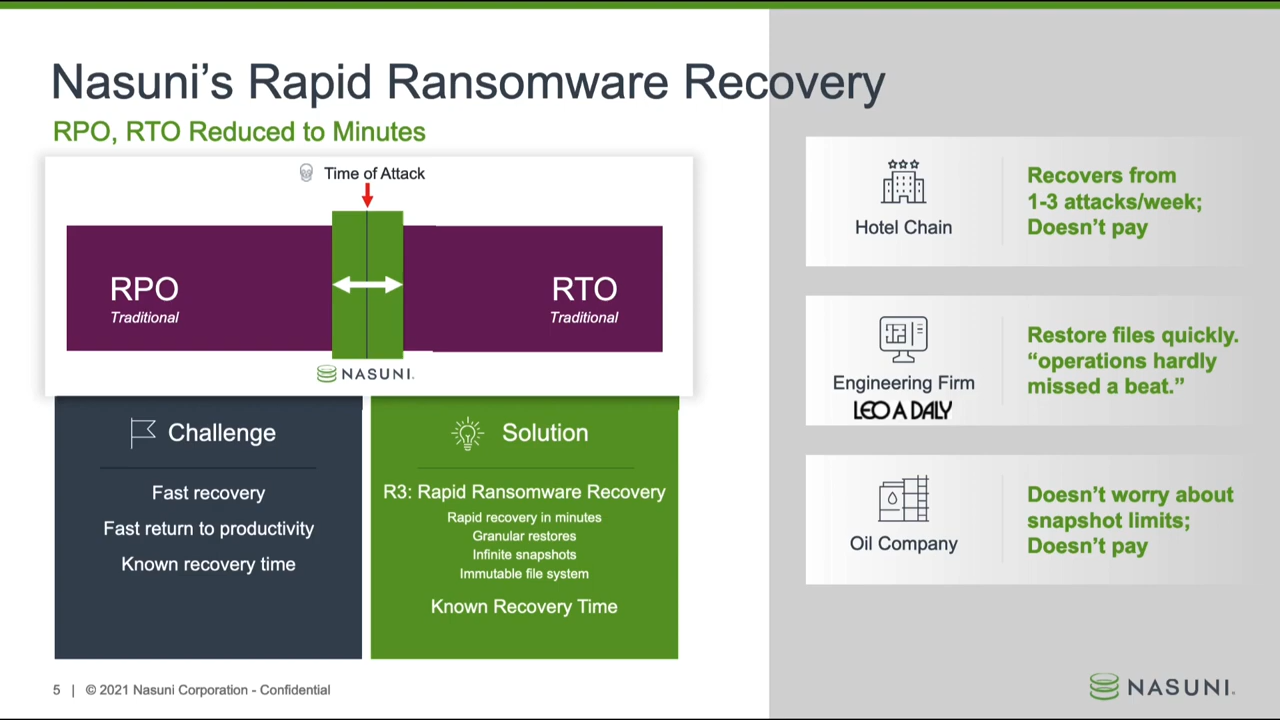 Nasuni’s Rapid Ransomware Recovery
RPO, RTO Reduced to Minutes
Time of Attack
RPO
Traditional
RTO
Traditional
NASUNI.
Challenge
Fast recovery
Fast return to productivity
Known recovery time
Solution
R3: Rapid Ransomware Recovery
Rapid recovery in minutes
Granular restores
Infinite snapshots
Immutable file system
Known Recovery Time
Hotel Chain
Recovers from
1-3 attacks/week;
Doesn’t pay
Engineering Firm
LEO A DALY
Restore files quickly.
“operations hardly
missed a beat.”
Oil Company
Doesn’t worry about
snapshot limits;
Doesn’t pay
5 | © 2021 Nasuni Corporation - Confidential
NASUNI.